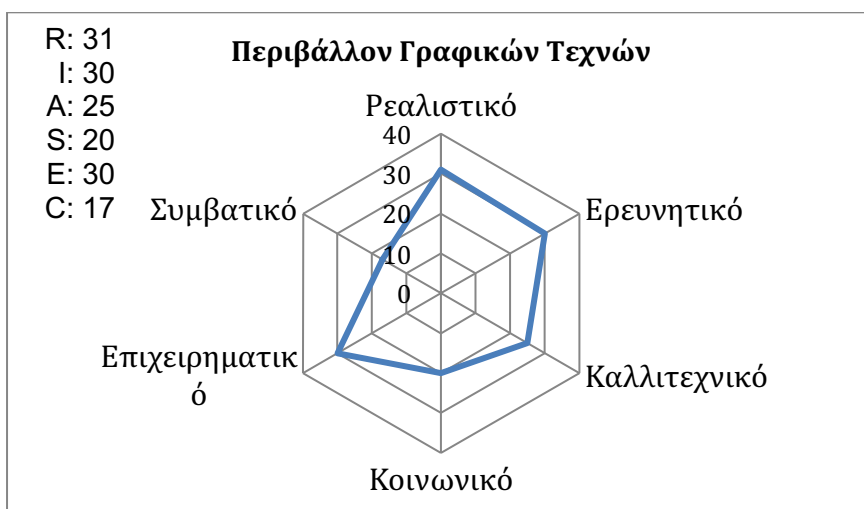 R: 31
I: 30
A: 25
S: 20
E: 30
C: 17
Περιβάλλον Γραφικών Τεχνών
Ρεαλιστικό
40
30
20
10
0
Συμβατικό
Ερευνητικό
Επιχειρηματικ
ό
Καλλιτεχνικό
Κοινωνικό